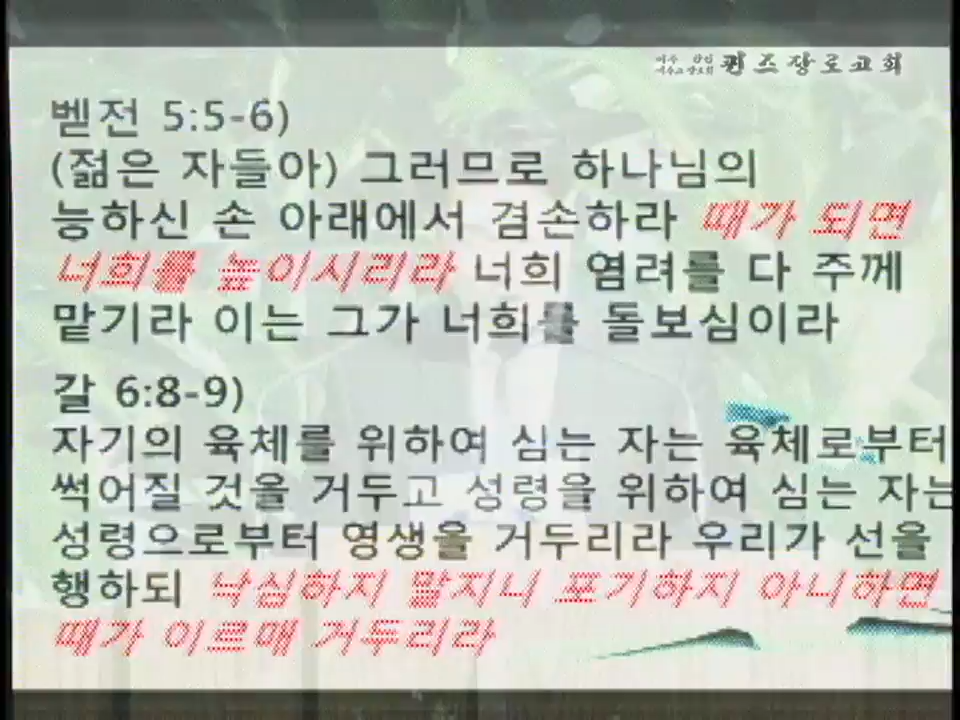 퀸즈장로교회
벧전 5:5-6)
(젊은 자들아) 그러므로 하나님의
능하신 손 아래에서 겸손하라 때가 되면
너희를 높이시리라 너희 염려를 다 주께
맡기라 이는 그가 너희를 돌보심이라
갈 6:8-9)
자기의 육체를 위하여 심는 자는 육체로부터
썩어질 것을 거두고 성령을 위하여 심는 자는
성령으로부터 영생을 거두리라 우리가 선을
행하되 낙심하지 말지니 포기하지 아니하면
때가 이르매 거두리라